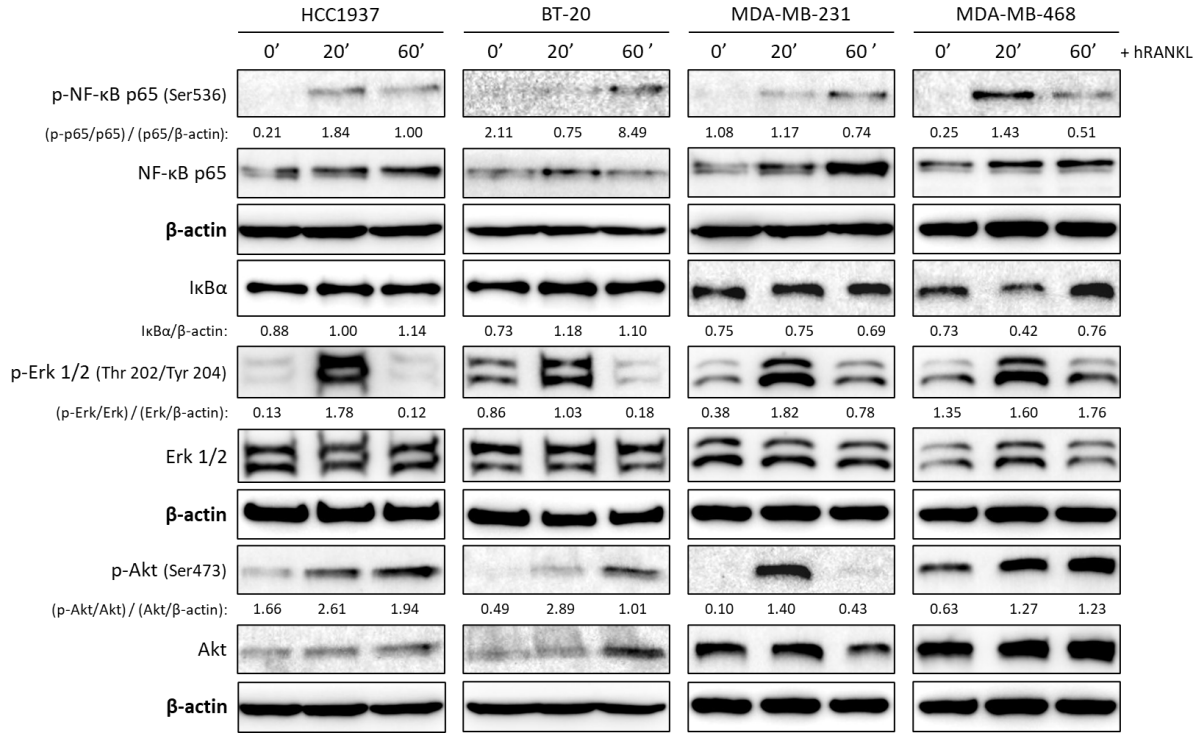 HCC1937 BT-20 MDA-MB-231 MDA-MB-468
0’ 20’ 60’ 0’ 20’ 60 ’ 0’ 20’ 60 ’ 0’ 20’ 60’ + hRANKL
p-NF-κB p65 (Ser536)
(p-p65/p65) / (p65/β-actin): 0.21 1.84 1.00 2.11 0.75 8.49 1.08 1.17 0.74 0.25 1.43 0.51
NF-κB p65
β-actin
IκBα
IκBα/β-actin: 0.88 1.00 1.14 0.73 1.18 1.10 0.75 0.75 0.69 0.73 0.42 0.76
p-Erk 1/2 (Thr 202/Tyr 204)
(p-Erk/Erk) / (Erk/β-actin): 0.13 1.78 0.12 0.86 1.03 0.18 0.38 1.82 0.78 1.35 1.60 1.76
Erk 1/2
β-actin
p-Akt (Ser473)
(p-Akt/Akt) / (Akt/β-actin): 1.66 2.61 1.94 0.49 2.89 1.01 0.10 1.40 0.43 0.63 1.27 1.23
Akt
β-actin